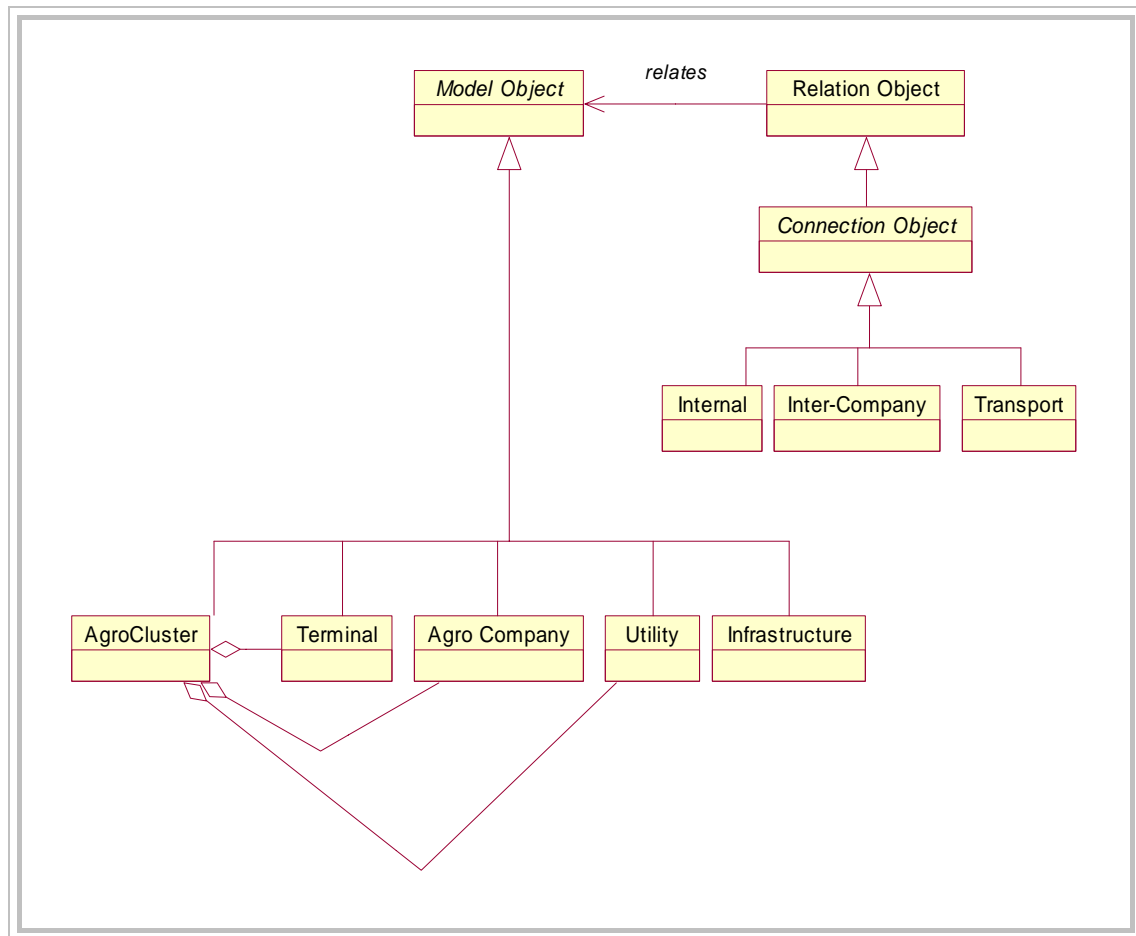 relates
Model Object
Relation Object
Connection Object
Internal
Inter-Company
Transport
AgroCluster
Terminal
Agro Company
Utility
Infrastructure